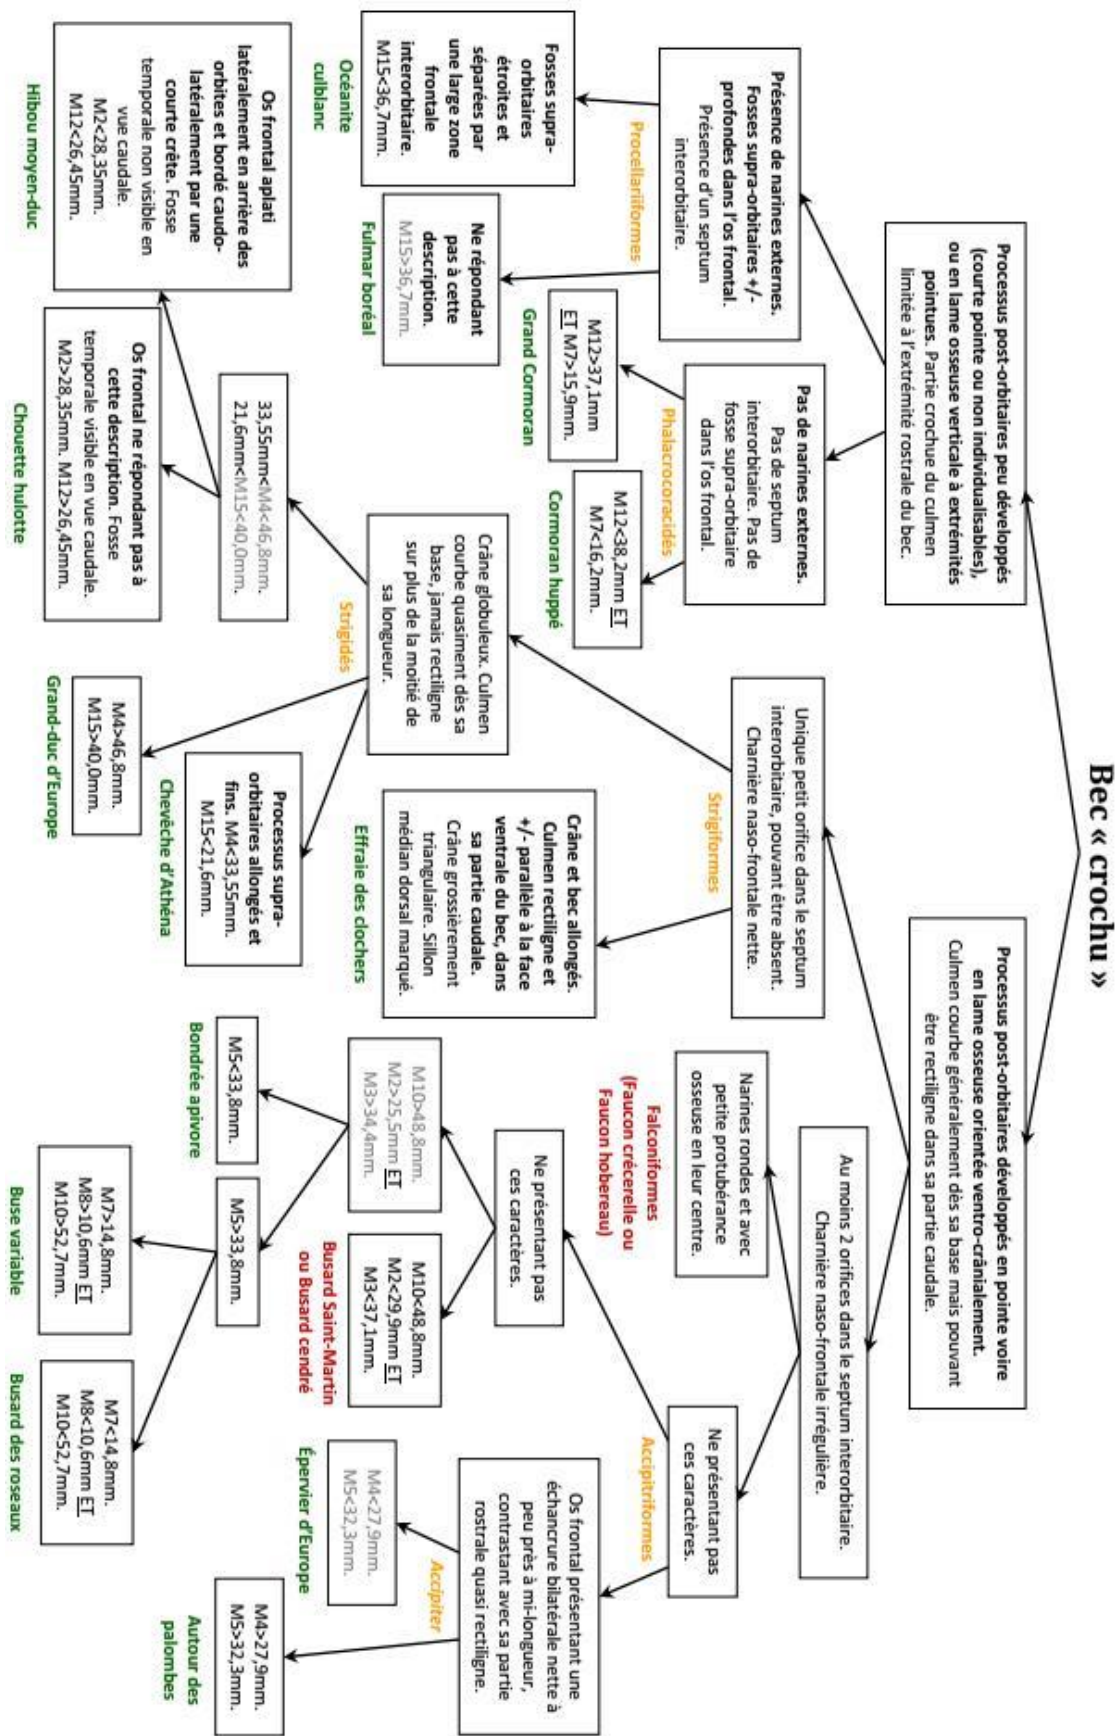 Bec « crochu »
Processus post-orbitaires peu développés
(courte pointe ou non individualisables),
ou en lame osseuse verticale à extrémités
pointues. Partie crochue du culmen
limitée à l'extrémité rostrale du bec.
Processus post-orbitaires développés en pointe voire
en lame osseuse orientée ventro-crânialement.
Culmen courbe généralement dès sa base mais pouvant
être rectiligne dans sa partie caudale.
Présence de narines externes.
Fosses supra-orbitaires +/-
profondes dans l'os frontal.
Présence d'un septum
interorbitaire.
Procellariiformes
Pas de narines externes.
Pas de septum
interorbitaire. Pas de
fosse supra-orbitaire
dans l'os frontal.
Phalacrocoracidés
Unique petit orifice dans le septum
interorbitaire, pouvant être absent.
Charnière naso-frontale nette.
Strigiformes
Au moins 2 orifices dans le septum interorbitaire.
Charnière naso-frontale irrégulière.
Fosses supra-
orbitaires
étroites et
séparées par
une large zone
frontale
interorbitaire.
M15<36,7mm.
Océanite
culblanc
Ne répondant
pas à cette
description.
M15>36,7mm.
Fulmar boréal
M12>37,1mm
ET M7>15,9mm.
Grand Cormoran
M12<38,2mm ET
M7<16,2mm.
Cormoran huppé
Narines rondes et avec
petite protubérance
osseuse en leur centre.
Falconiformes
(Faucon crécerelle ou
Faucon hobereau)
Ne présentant pas
ces caractères.
Accipitriformes
Crâne globuleux. Culmen
courbe quasiment dès sa
base, jamais rectiligne
sur plus de la moitié de
sa longueur.
Strigidés
Crâne et bec allongés.
Culmen rectiligne et
+/- parallèle à la face
ventrale du bec, dans
sa partie caudale.
Crâne grossièrement
triangulaire. Sillon
médian dorsal marqué.
Effraie des clochers
Ne présentant pas
ces caractères.
Os frontal présentant une
échancrure bilatérale nette à
peu près à mi-longueur,
contrastant avec sa partie
rostrale quasi rectiligne.
Accipiter
33,55mm<M4<46,8mm.
21,6mm<M15<40,0mm.
Processus supra-
orbitaires allongés et
fins. M4<33,55mm.
M15<21,6mm.
Chevêche d'Athéna
M4>46,8mm.
M15>40,0mm.
Grand-duc d'Europe
M10>48,8mm.
M2>25,5mm ET
M3>34,4mm.
M10<48,8mm.
M2<29,9mm ET
M3<37,1mm.
Busard Saint-Martin
ou Busard cendré
M4<27,9mm.
M5<32,3mm.
Épervier d'Europe
M4>27,9mm.
M5>32,3mm.
Autour des
palombes
Os frontal aplati
latéralement en arrière des
orbites et bordé caudo-
latéralement par une
courte crête. Fosse
temporale non visible en
vue caudale.
M2<28,35mm.
M12<26,45mm.
Hibou moyen-duc
Os frontal ne répondant pas à
cette description. Fosse
temporale visible en vue caudale.
M2>28,35mm. M12>26,45mm.
Chouette hulotte
M5<33,8mm.
Bondrée apivore
M5>33,8mm.
M7>14,8mm.
M8>10,6mm ET
M10>52,7mm.
Buse variable
M7<14,8mm.
M8<10,6mm ET
M10<52,7mm.
Busard des roseaux